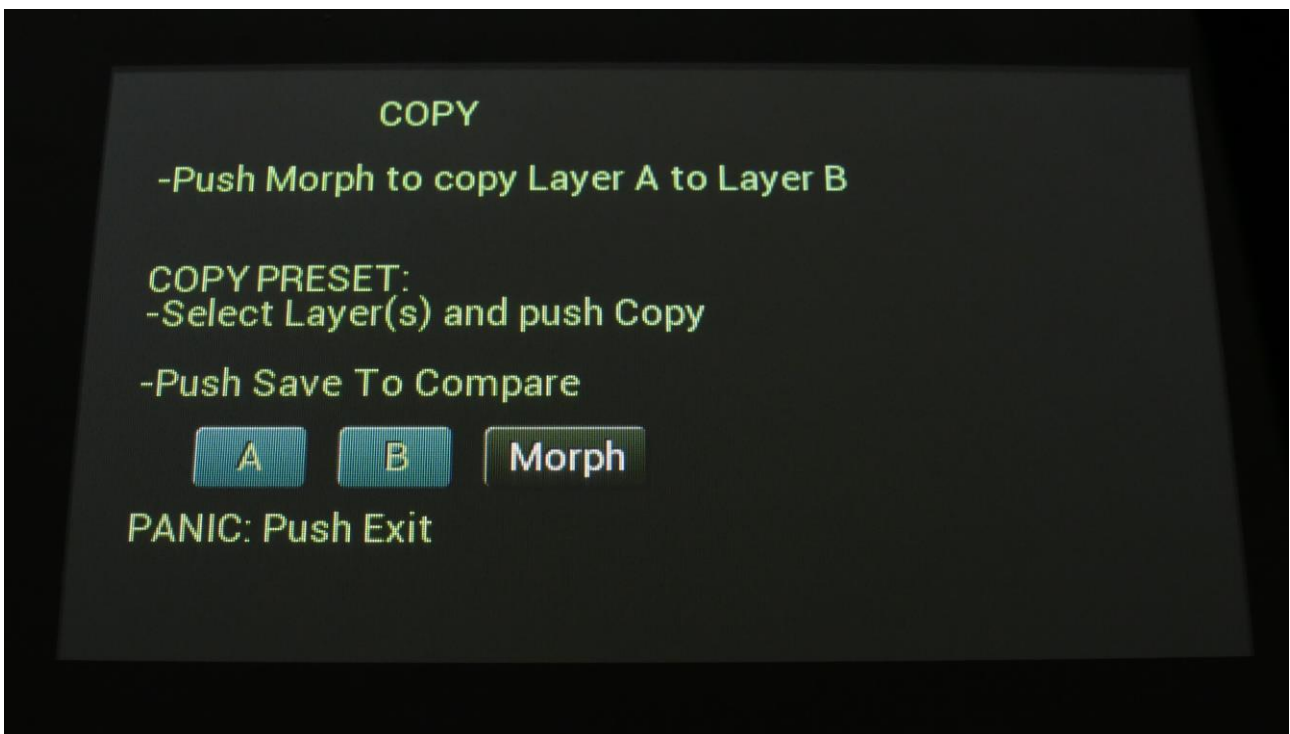 COPY
-Push Morph to copy Layer A to Layer B
COPY PRESET:
-Select Layer(s) and push Copy
-Push Save To Compare
A B Morph
PANIC: Push Exit